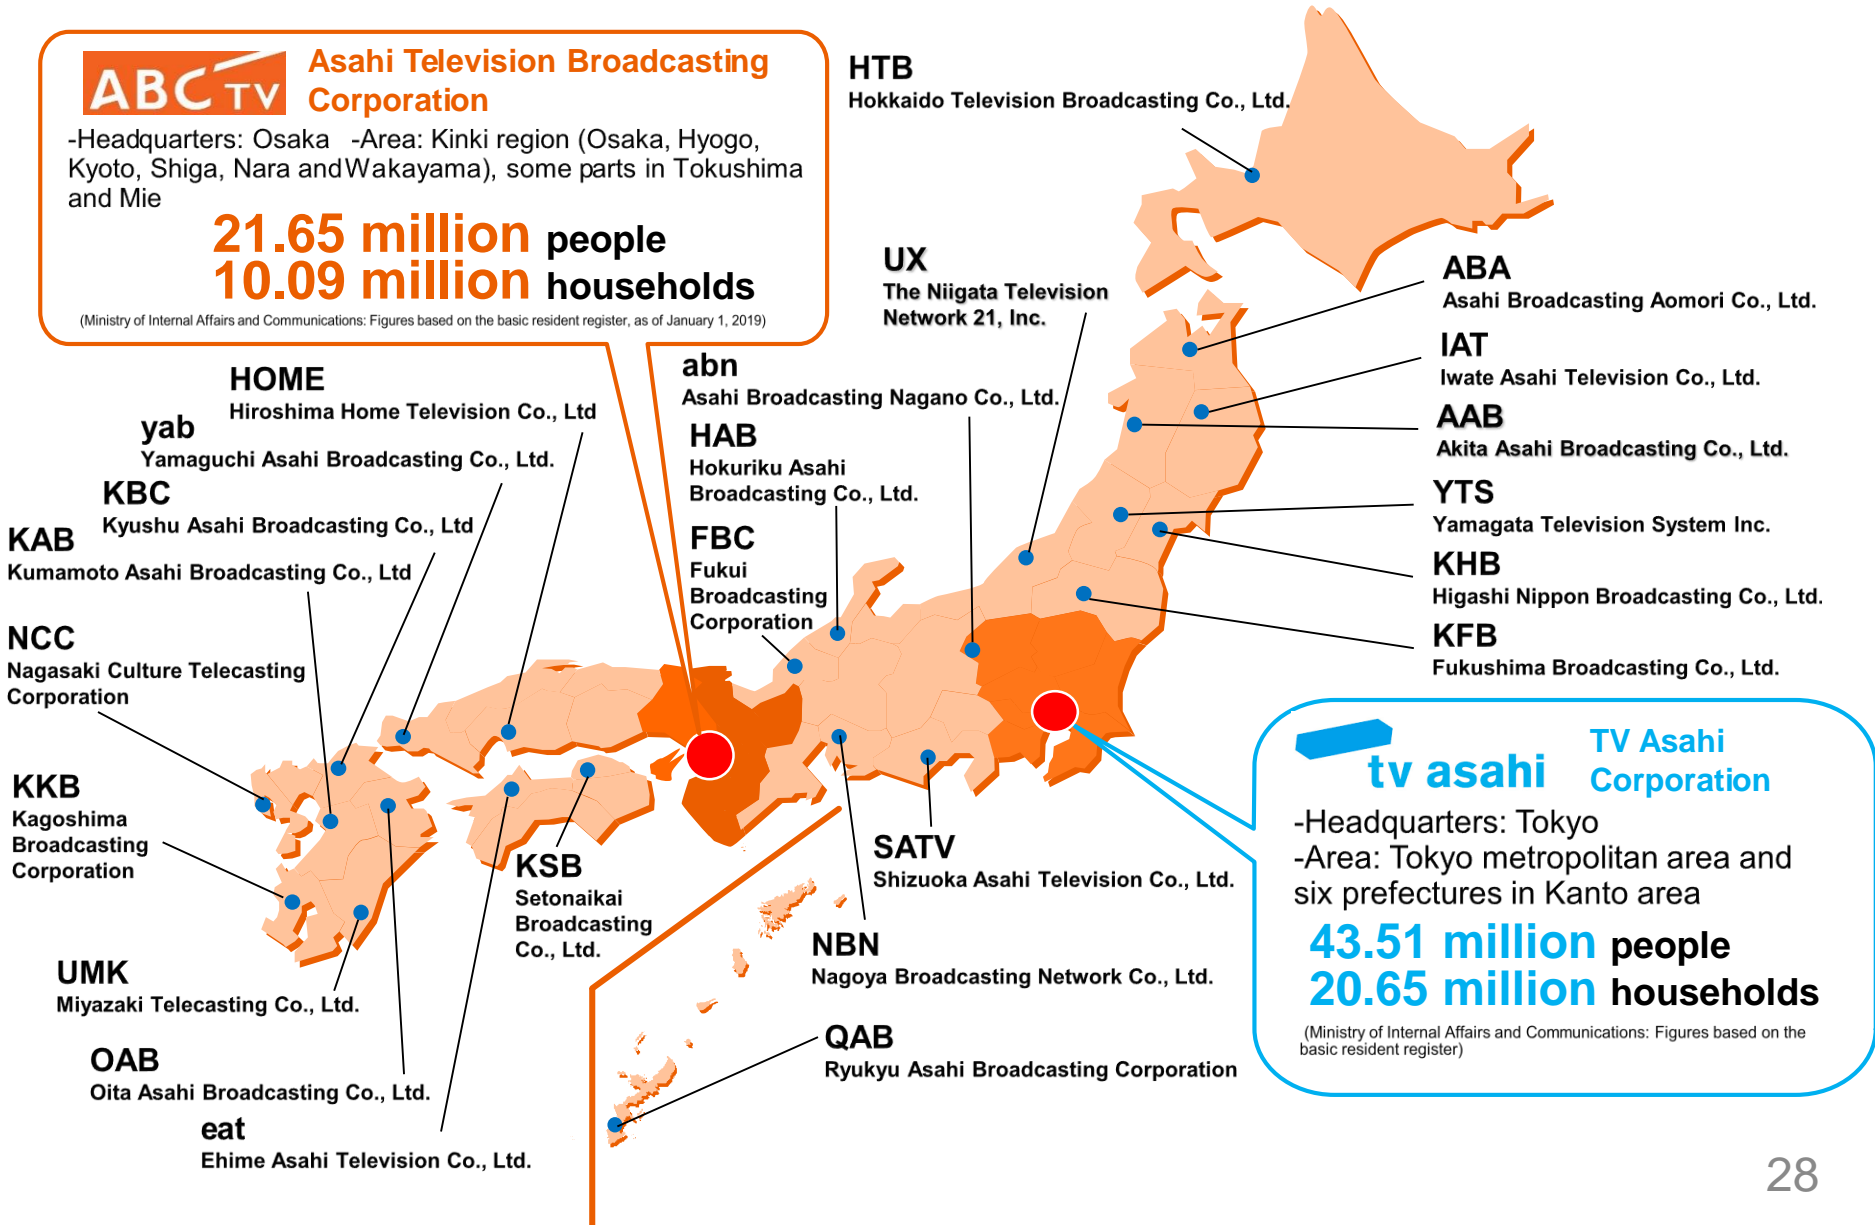 ABC TV
Asahi Television Broadcasting
Corporation
-Headquarters: Osaka -Area: Kinki region (Osaka, Hyogo,
Kyoto, Shiga, Nara and Wakayama), some parts in Tokushima
and Mie
21.65 million people
10.09 million households
(Ministry of Internal Affairs and Communications: Figures based on the basic resident register, as of January 1, 2019)
HTB
Hokkaido Television Broadcasting Co., Ltd.
UX
The Niigata Television
Network 21, Inc.
ABA
Asahi Broadcasting Aomori Co., Ltd.
IAT
Iwate Asahi Television Co., Ltd.
AAB
Akita Asahi Broadcasting Co., Ltd.
YTS
Yamagata Television System Inc.
KHB
Higashi Nippon Broadcasting Co., Ltd.
KFB
Fukushima Broadcasting Co., Ltd.
abn
Asahi Broadcasting Nagano Co., Ltd.
HAB
Hokuriku Asahi
Broadcasting Co., Ltd.
FBC
Fukui
Broadcasting
Corporation
HOME
Hiroshima Home Television Co., Ltd
yab
Yamaguchi Asahi Broadcasting Co., Ltd.
KBC
Kyushu Asahi Broadcasting Co., Ltd
KAB
Kumamoto Asahi Broadcasting Co., Ltd
NCC
Nagasaki Culture Telecasting
Corporation
KKB
Kagoshima
Broadcasting
Corporation
UMK
Miyazaki Telecasting Co., Ltd.
OAB
Oita Asahi Broadcasting Co., Ltd.
eat
Ehime Asahi Television Co., Ltd.
KSB
Setonaikai
Broadcasting
Co., Ltd.
SATV
Shizuoka Asahi Television Co., Ltd.
NBN
Nagoya Broadcasting Network Co., Ltd.
QAB
Ryukyu Asahi Broadcasting Corporation
tv asahi
TV Asahi
Corporation
-Headquarters: Tokyo
-Area: Tokyo metropolitan area and
six prefectures in Kanto area
43.51 million people
20.65 million households
(Ministry of Internal Affairs and Communications: Figures based on the
basic resident register)
28